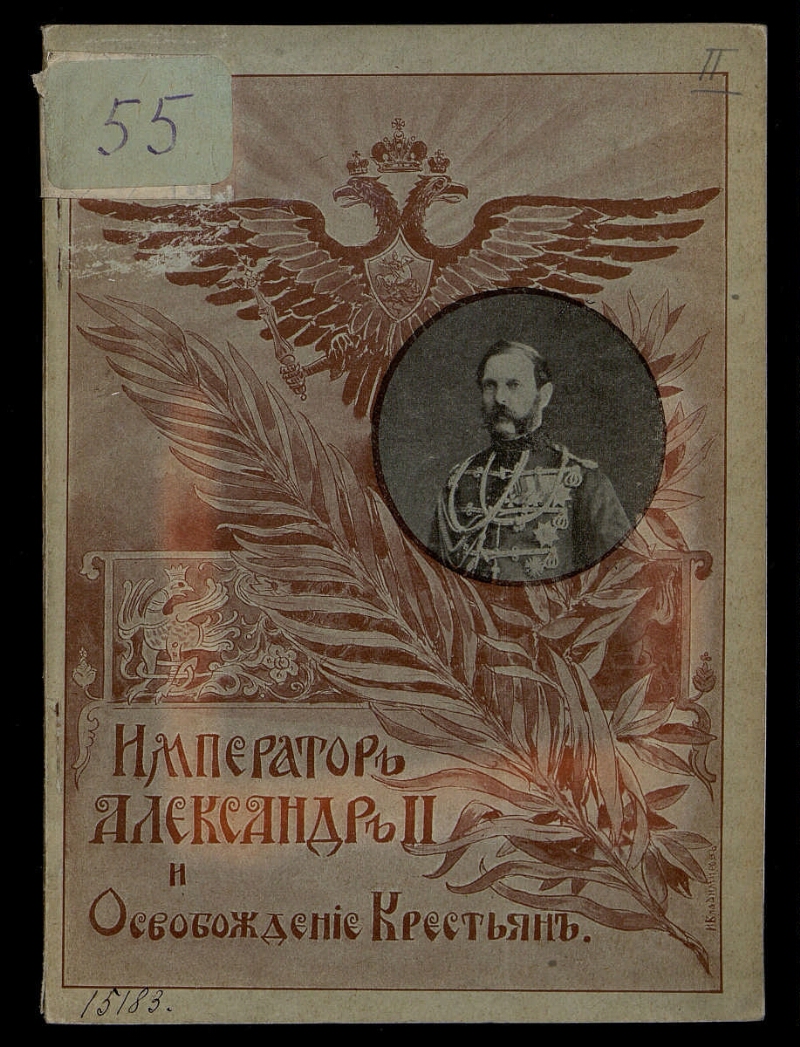 II
55
Императоръ
Александръ II
и
Освобожденіе Крестьянъ.
15183.